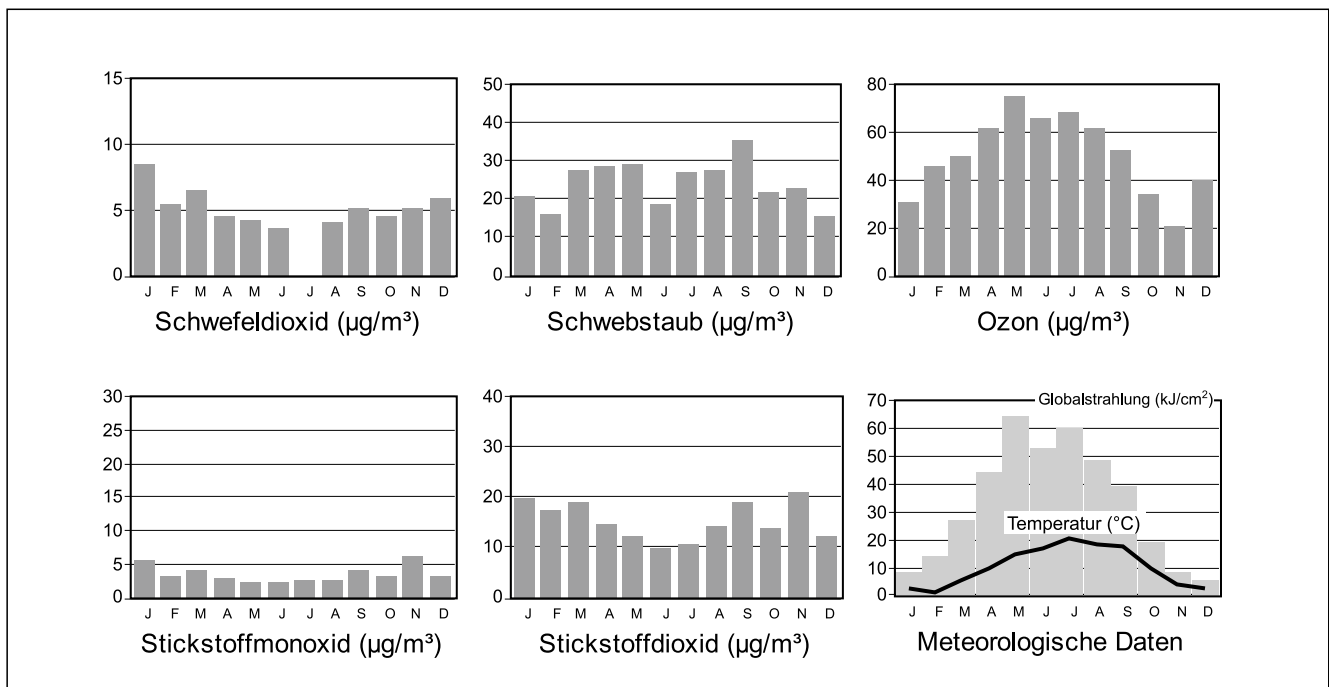 15
10
5
0
J F M A M J J A S O N D
Schwefeldioxid (µg/m³)
50
40
30
20
10
0
J F M A M J J A S O N D
Schwebstaub (µg/m³)
80
60
40
20
0
J F M A M J J A S O N D
Ozon (µg/m³)
30
25
20
15
10
5
0
J F M A M J J A S O N D
Stickstoffmonoxid (µg/m³)
40
30
20
10
0
J F M A M J J A S O N D
Stickstoffdioxid (µg/m³)
70
60
50
40
30
20
10
0
Globalstrahlung (kJ/cm²)
Temperatur (°C)
J F M A M J J A S O N D
Meteorologische Daten